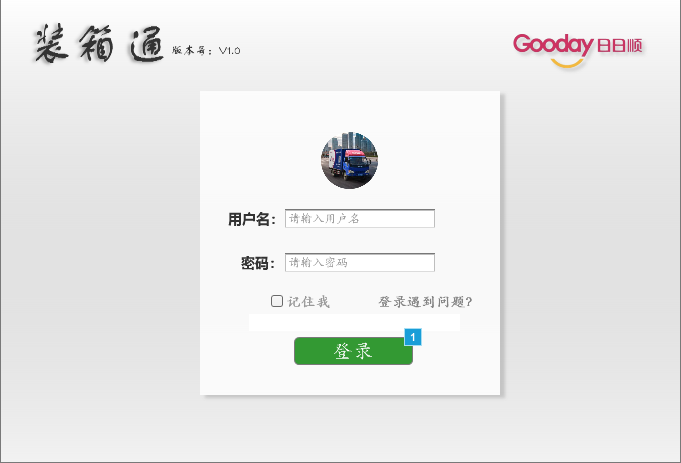 装箱通 版本号：V1.0
Gooday 日日顺
用户名： 请输入用户名
密码： 请输入密码
记住我 登录遇到问题?
1
登录